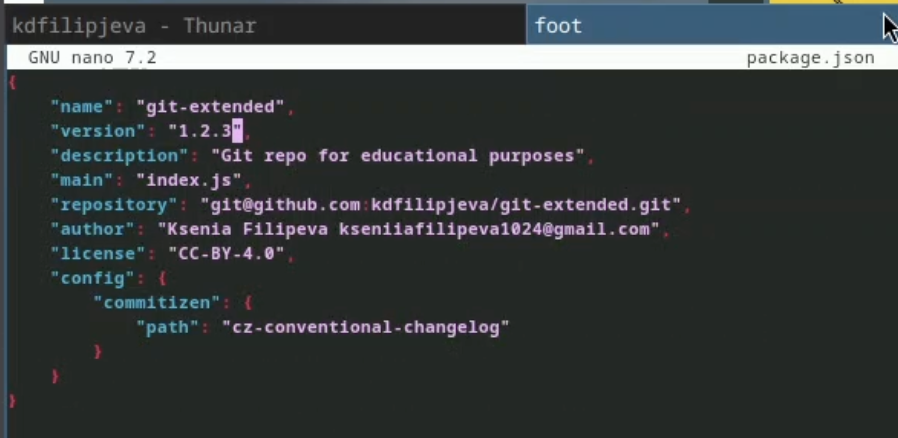 kdfilipjeva - Thunar
foot
GNU nano 7.2
package.json
{
    "name": "git-extended",
    "version": "1.2.3",
    "description": "Git repo for educational purposes",
    "main": "index.js",
    "repository": "git@github.com:kdfilipjeva/git-extended.git",
    "author": "Ksenia Filipeva kseniiafilipeva1024@gmail.com",
    "license": "CC-BY-4.0",
    "config": {
        "commitizen": {
            "path": "cz-conventional-changelog"
        }
    }
}